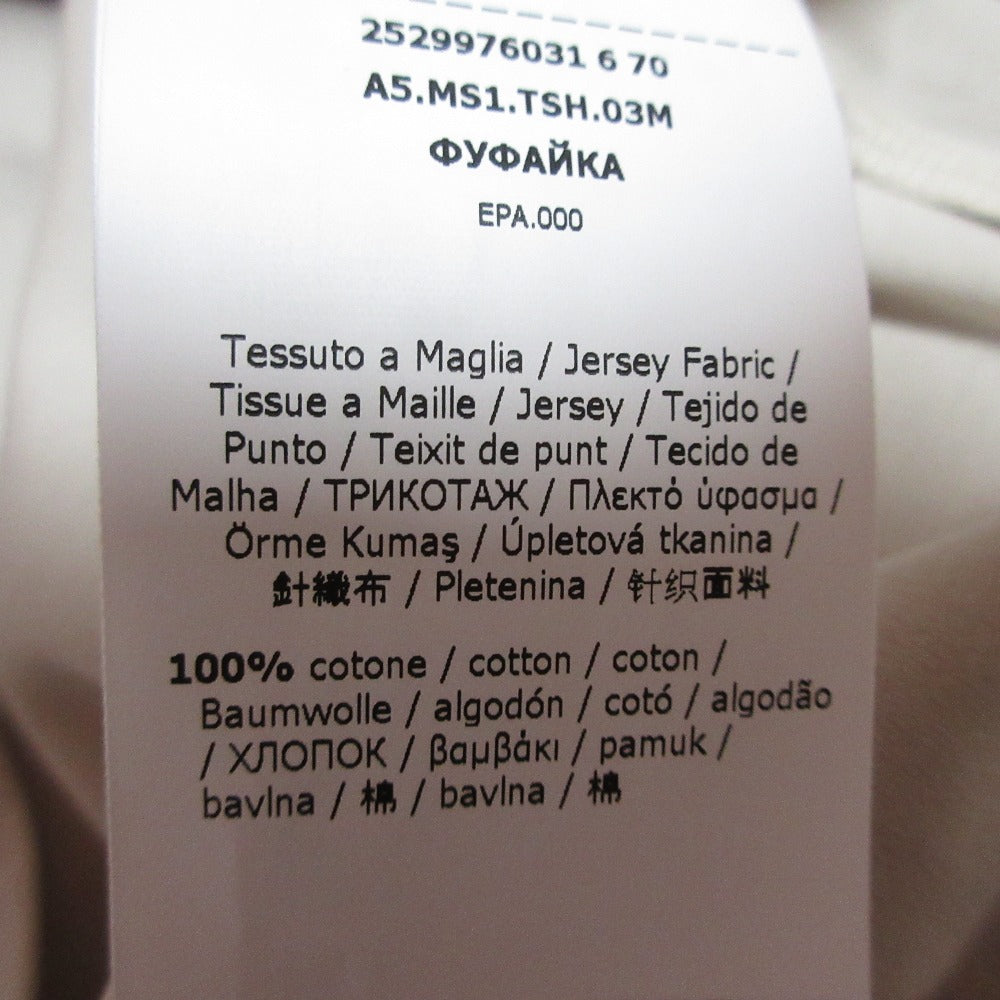 2529976031 6 70
A5.MS1.TSH.03M
ФУФАЙКА
EPA.000
Tessuto a Maglia / Jersey Fabric /
Tissue a Maille / Jersey / Tejido de
Punto / Teixit de punt / Tecido de
Malha / ТРИКОТАЖ / Πλεκτό ύφασμα /
Örme Kumaş / Úpletová tkanina /
針織布 / Pletenina / 针织面料
100% cotone / cotton / coton /
Baumwolle / algodón / cotó / algodão
/ ХЛОПОК / βαμβάκι / pamuk /
bavlna / 棉 / bavlna / 棉